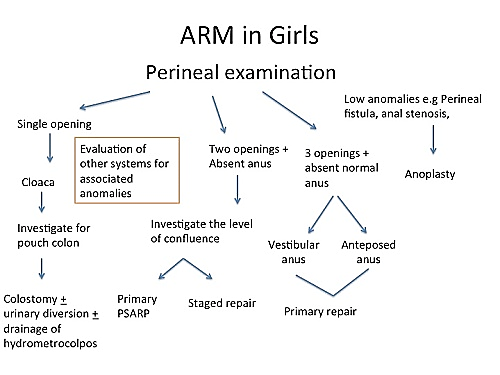 ARM in Girls
Perineal examination
Low anomalies e.g Perineal
fistula, anal stenosis,
Anoplasty
Single opening
Cloaca
Investigate for
pouch colon
Colostomy ±
urinary diversion ±
drainage of
hydrometrocolpos
Evaluation of
other systems for
associated
anomalies
Two openings +
Absent anus
Investigate the level
of confluence
Primary
PSARP
Staged repair
3 openings +
absent normal
anus
Vestibular
anus
Anteposed
anus
Primary repair